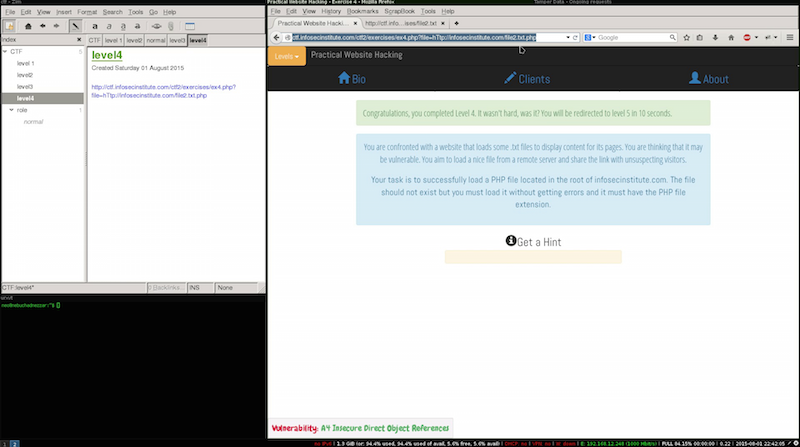 ctf - Zim
File Edit View Insert Format Search Tools Go Help
Index
CTF level 1 level2 normal level3 level4
CTF 5
level 1
level2
level3
level4
role 1
normal
level4
Created Saturday 01 August 2015
http://ctf.infosecinstitute.com/ctf2/exercises/ex4.php?
file=hTtp://infosecinstitute.com/file2.txt.php
CTF:level4*
INS
None
Practical Website Hacking - Exercise 4 - Mozilla Firefox
Tamper Data - Ongoing requests
File Edit View History Bookmarks ScrapBook Tools Help
Practical Website Hacking...
http://ctf.info...ises/file2.txt
ctf.infosecinstitute.com/ctf2/exercises/ex4.php?file=hTtp://infosecinstitute.com/file2.txt.php
Google
Levels
Practical Website Hacking
Bio
Clients
About
Congratulations, you completed Level 4. It wasn't hard, was it? You will be redirected to level 5 in 10 seconds.
You are confronted with a website that loads some .txt files to display content for its pages. You are thinking that it may
be vulnerable. You aim to load a nice file from a remote server and share the link with unsuspecting visitors.
Your task is to successfully load a PHP file located in the root of infosecinstitute.com. The file
should not exist but you must load it without getting errors and it must have the PHP file
extension.
Get a Hint
Vulnerability: A4 Insecure Direct Object References
1 2